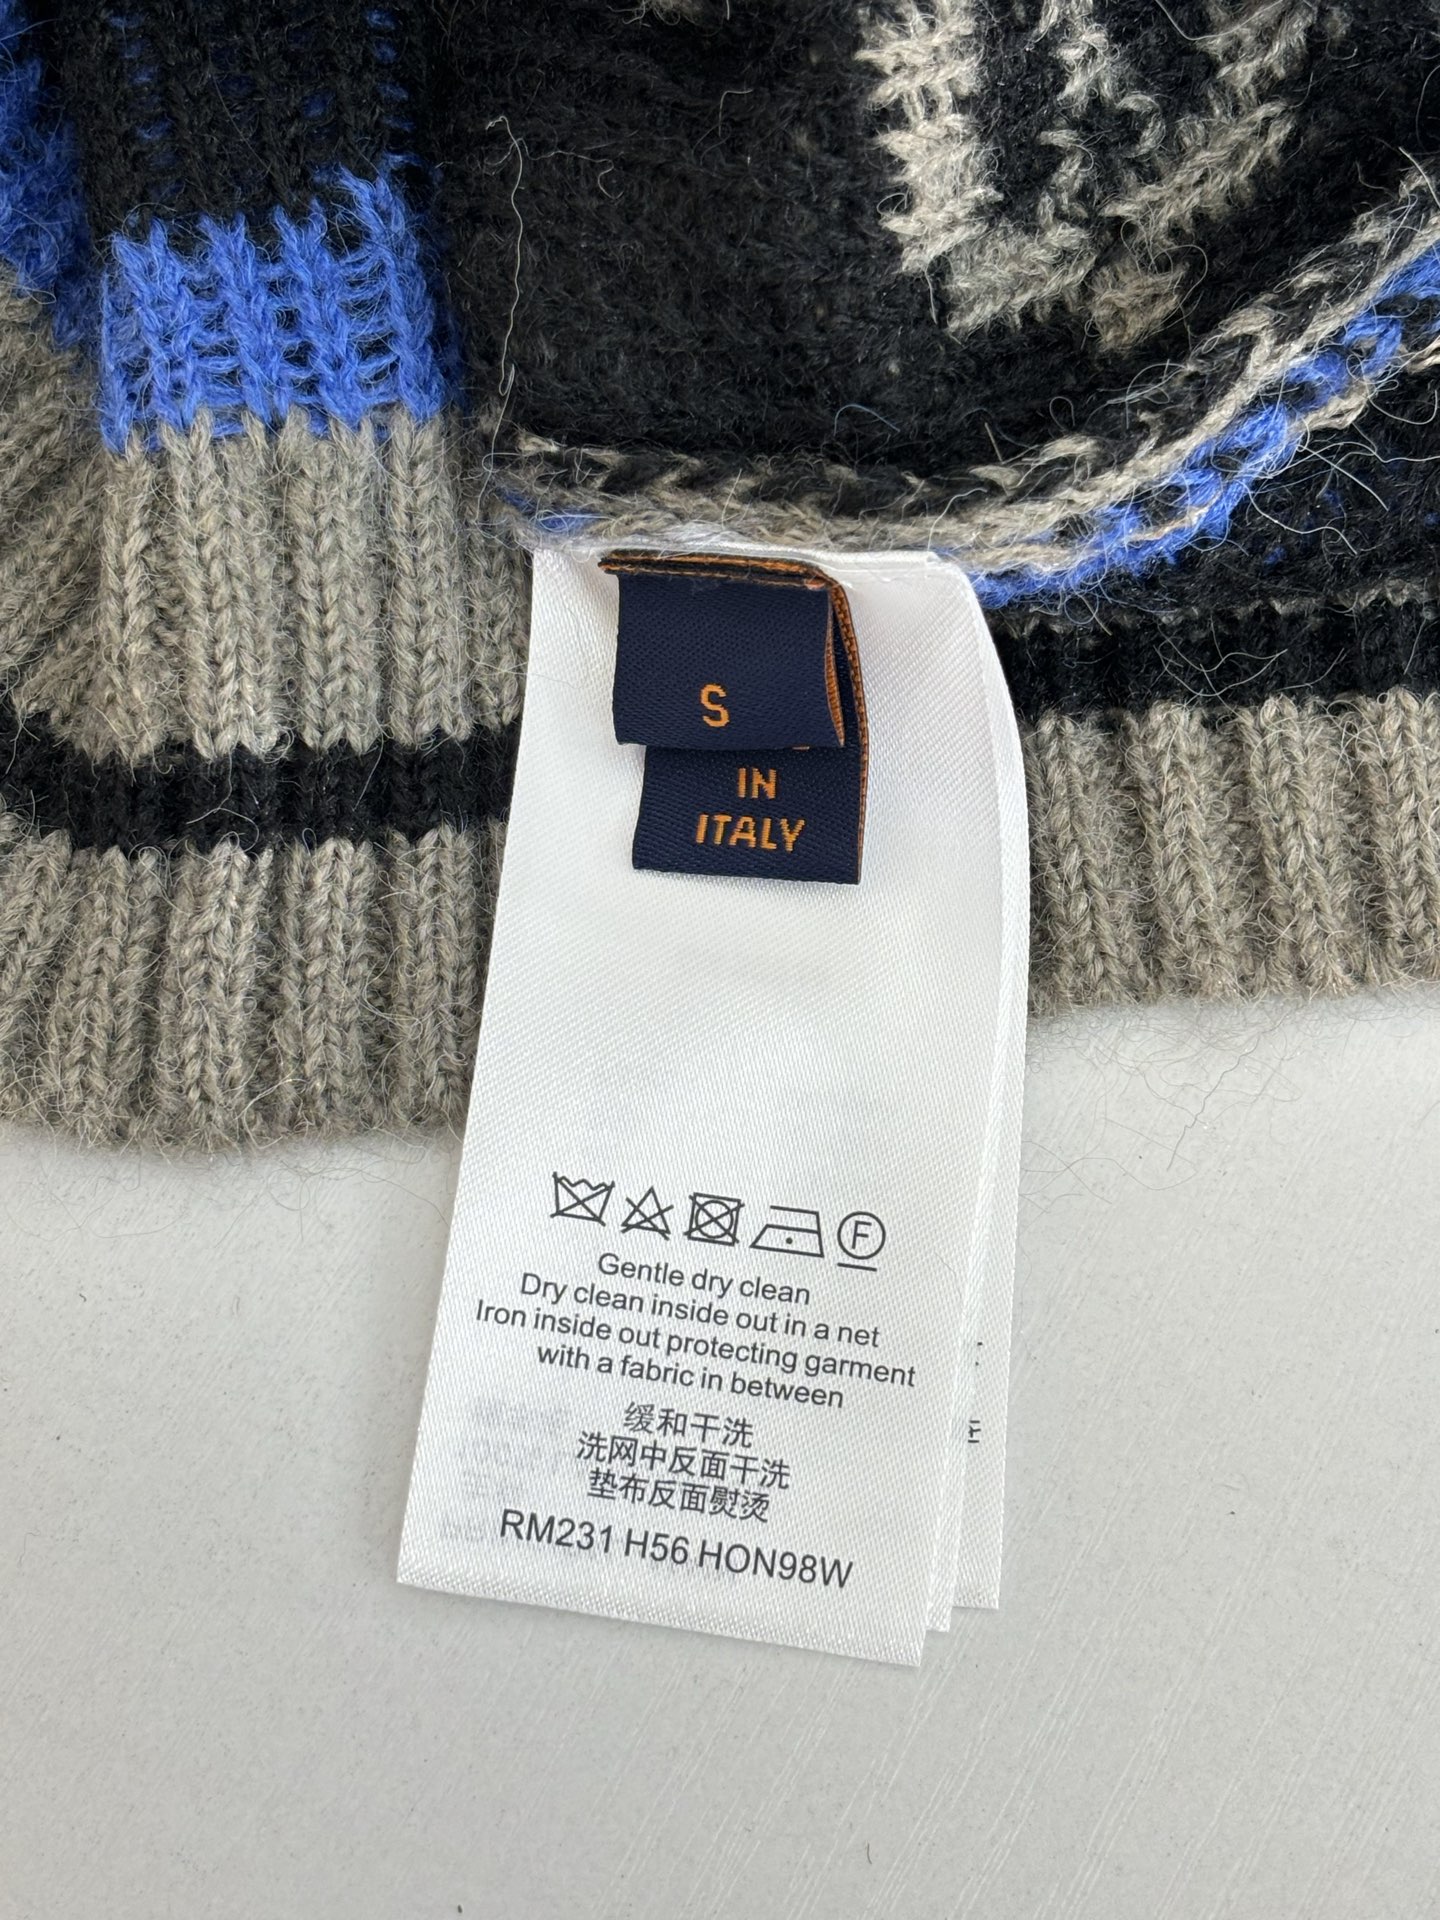 S
IN
ITALY
F
Gentle dry clean
Dry clean inside out in a net
Iron inside out protecting garment
with a fabric in between
缓和干洗
洗网中反面干洗
垫布反面熨烫
RM231 H56 HON98W